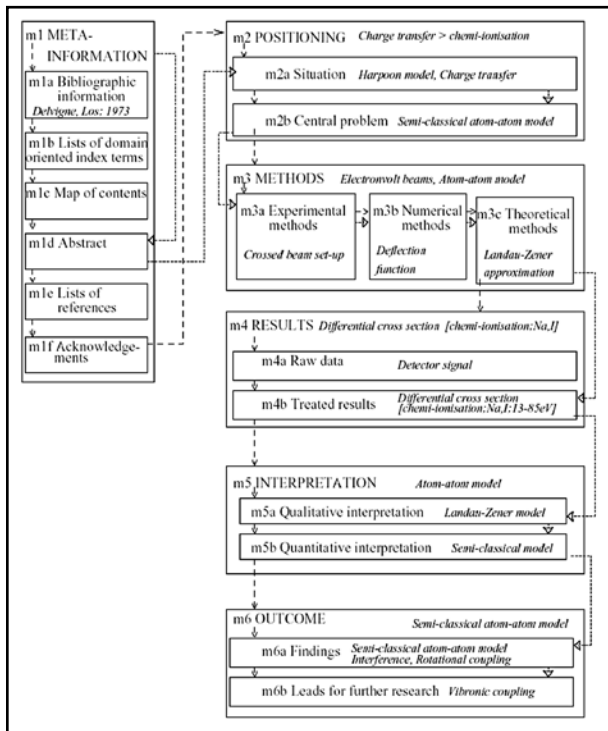 m1 META-
INFORMATION
m1a Bibliographic
information
Delvigne, Los: 1973
m1b Lists of domain
oriented index terms
m1c Map of contents
m1d Abstract
m1e Lists of
references
m1f Acknowledge-
ments
m2 POSITIONING Charge transfer > chemi-ionisation
m2a Situation Harpoon model, Charge transfer
m2b Central problem Semi-classical atom-atom model
m3 METHODS Electronvolt beams, Atom-atom model
m3a Experimental
methods
Crossed beam set-up
m3b Numerical
methods
Deflection
function
m3c Theoretical
methods
Landau-Zener
approximation
m4 RESULTS Differential cross section [chemi-ionisation:Na,I]
m4a Raw data Detector signal
m4b Treated results Differential cross section
[chemi-ionisation:Na,I:13-85eV]
m5 INTERPRETATION Atom-atom model
m5a Qualitative interpretation Landau-Zener model
m5b Quantitative interpretation Semi-classical model
m6 OUTCOME Semi-classical atom-atom model
m6a Findings Semi-classical atom-atom model
Interference, Rotational coupling
m6b Leads for further research Vibronic coupling